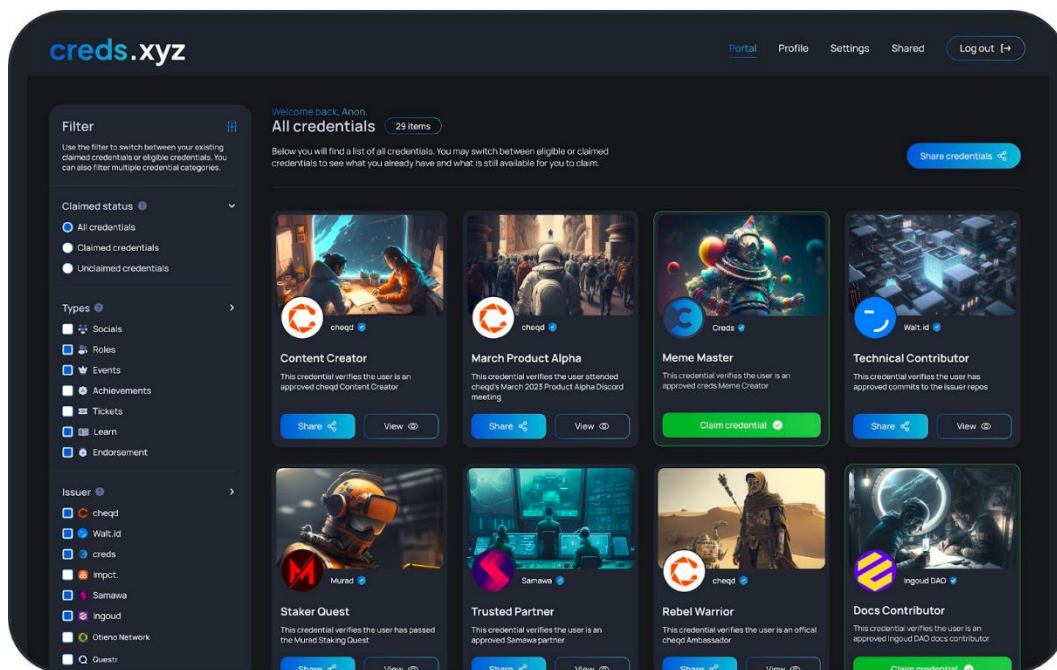 creds.xyz
Portal
Profile
Settings
Shared
Log out
Filter
Use the filter to switch between your existing
claimed credentials or eligible credentials. You
can also filter multiple credential categories.
Claimed status
All credentials
Claimed credentials
Unclaimed credentials
Types
Socials
Roles
Events
Achievements
Tickets
Learn
Endorsement
Issuer
cheqd
Walt.id
creds
Impct.
Samawa
Ingoud
Otieno Network
Questr
Welcome back, Anon.
All credentials
29 items
Below you will find a list of all credentials. You may switch between eligible or claimed
credentials to see what you already have and what is still available for you to claim.
Share credentials
cheqd
Content Creator
This credential verifies the user is an
approved cheqd Content Creator
Share
View
cheqd
March Product Alpha
This credential verifies the user attended
cheqd's March 2023 Product Alpha Discord
meeting
Share
View
Creds
Meme Master
This credential verifies the user is an
approved creds Meme Creator
Claim credential
Walt.id
Technical Contributor
This credential verifies the user has
approved commits to the issuer repos
Share
View
Murad
Staker Quest
This credential verifies the user has passed
the Murad Staking Quest
Share
View
Samawa
Trusted Partner
This credential verifies the user is an
approved Samawa partner
Share
View
cheqd
Rebel Warrior
This credential verifies the user is an offical
cheqd Ambassador
Share
View
Ingoud DAO
Docs Contributor
This credential verifies the user is an
approved Ingoud DAO docs contributor
Claim credential